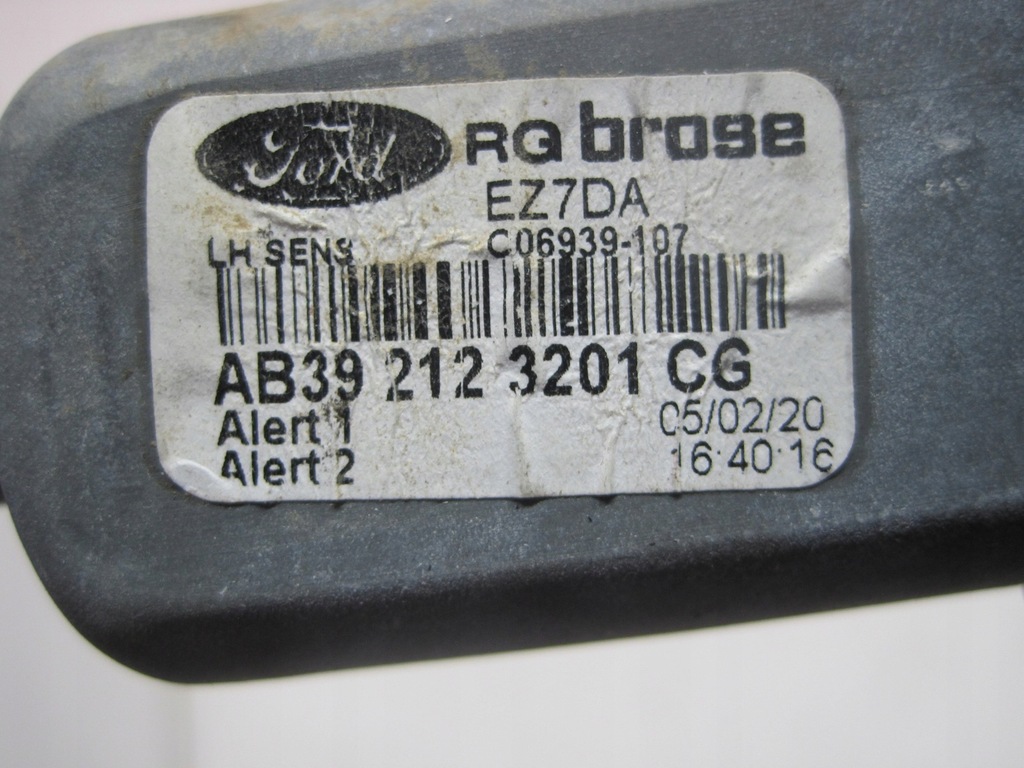 Ford RG brose
EZ7DA
LH SENS C06939-107
AB39 212 3201 CG
Alert 1 05/02/20
Alert 2 16:40:16